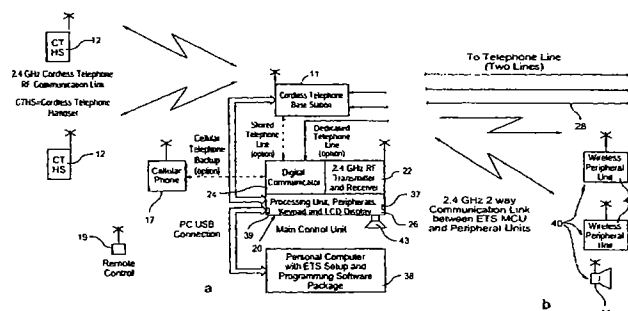 CT
HS
12
2.4 GHz Cordless Telephone
RF Communication Link
CTHS=Cordless Telephone
Handset
CT
HS
12
11
Cordless Telephone
Base Station
To Telephone Line
(Two Lines)
28
Cellular
Telephone
Backup
(option)
Shared
Telephone
Line
(option)
Dedicated
Telephone
Line
(option)
Cellular
Phone
17
24
Digital
Communicator
2.4 GHz RF
Transmitter
and Receiver
22
37
Processing Unit, Peripherals,
Keypad and LCD Display
26
PC USB
Connection
39
20
Main Control Unit
43
19
Remote
Control
Personal Computer
with ETS Setup and
Programming Software
Package
38
a
2.4 GHz 2 way
Communication Link
between ETS MCU
and Peripheral Units
Wireless
Peripheral
Unit
40
Wireless
Peripheral
Unit
b